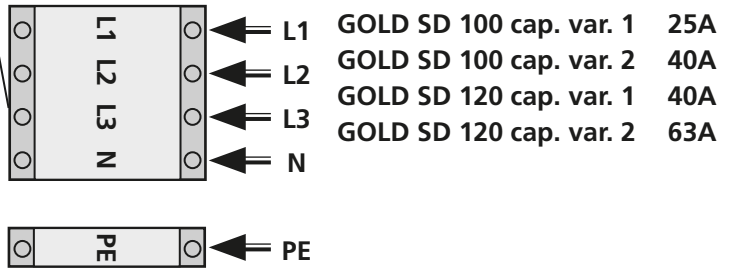 L1 L1 GOLD SD 100 cap. var. 1 25A
L2 L2 GOLD SD 100 cap. var. 2 40A
L3 L3 GOLD SD 120 cap. var. 1 40A
N N GOLD SD 120 cap. var. 2 63A
PE PE